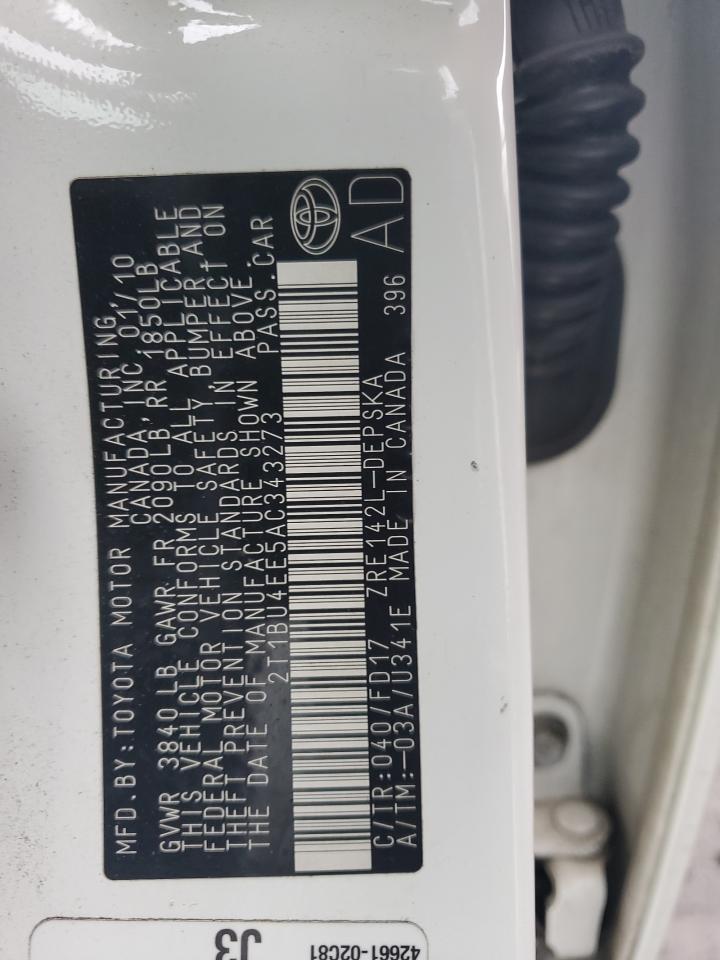 MFD.BY:TOYOTA MOTOR MANUFACTURING,
CANADA, INC. 01/10
GVWR 3840 LB GAWR FR 2090LB RR 1850LB
THIS VEHICLE CONFORMS TO ALL APPLICABLE
FEDERAL MOTOR VEHICLE SAFETY, BUMPER, AND
THEFT PREVENTION STANDARDS IN EFFECT ON
THE DATE OF MANUFACTURE SHOWN ABOVE.
2T1BU4EE5AC343273 PASS.CAR
C/TR:040/FD17 ZRE142L-DEPSKA
A/TM:-03A/U341E MADE IN CANADA 396
AD
J3
42661-02C81